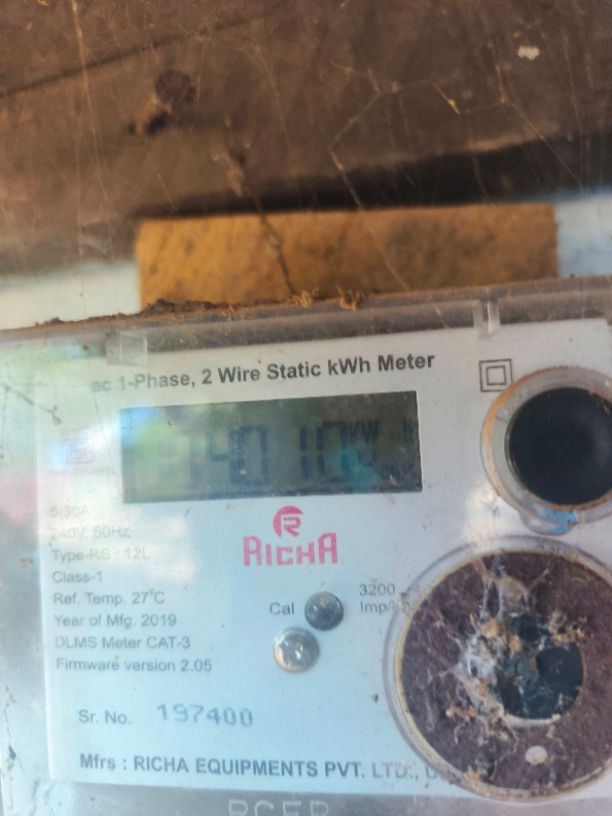 ac 1-Phase, 2 Wire Static kWh Meter
kW h
5-30A
240V, 50Hz
Type-RS : 12L
Class-1
Ref. Temp. 27°C
Year of Mfg. 2019
DLMS Meter CAT-3
Firmware version 2.05
RICHA
Cal
3200
Imp/
Sr. No. 197400
Mfrs : RICHA EQUIPMENTS PVT. LTD.,